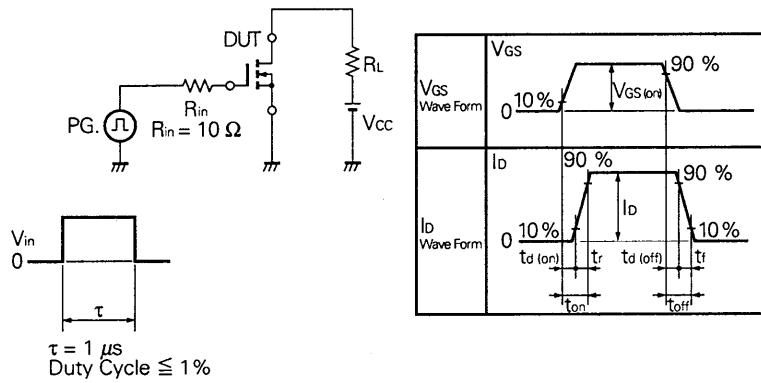 DUT
RL
Rin
Rin = 10 Ω
PG.
VCC
Vin
0
τ
τ = 1 μs
Duty Cycle ≦ 1%
VGS
Wave Form
VGS
90 %
10%
VGS (on)
0
ID
Wave Form
ID
90 %
90 %
ID
10%
10%
0
td (on)
tr
td (off)
tf
ton
toff